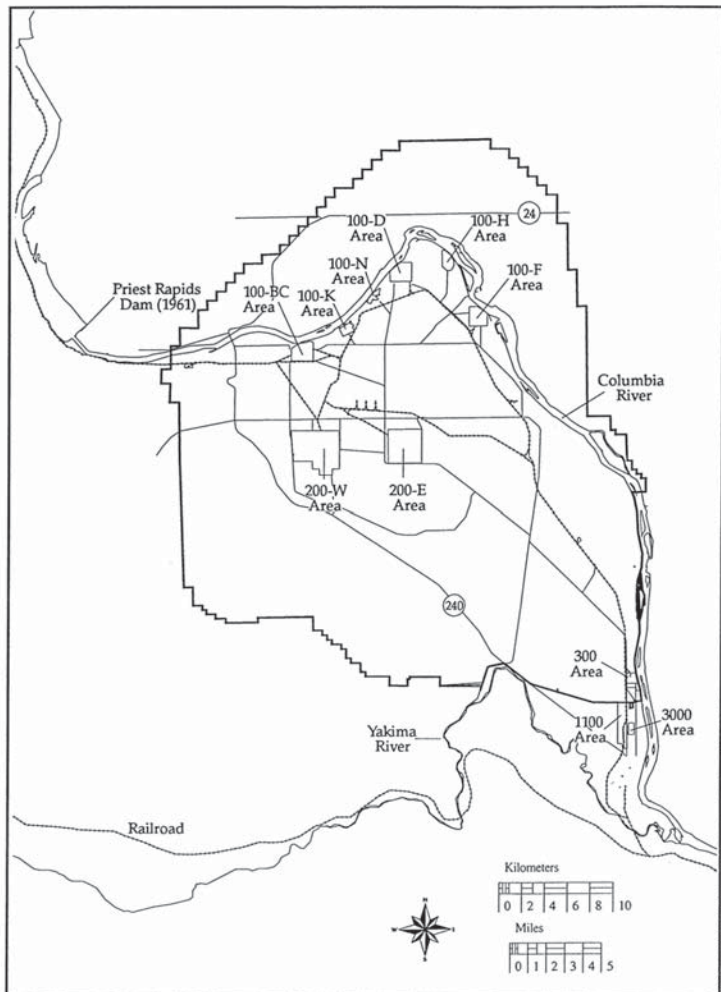 24
100-D
Area
100-H
Area
100-N
Area
100-F
Area
Priest Rapids
Dam (1961)
100-BC
Area
100-K
Area
Columbia
River
200-W
Area
200-E
Area
240
300
Area
3000
Area
1100
Area
Yakima
River
Railroad
Kilometers
0 2 4 6 8 10
Miles
0 1 2 3 4 5
N
W
S